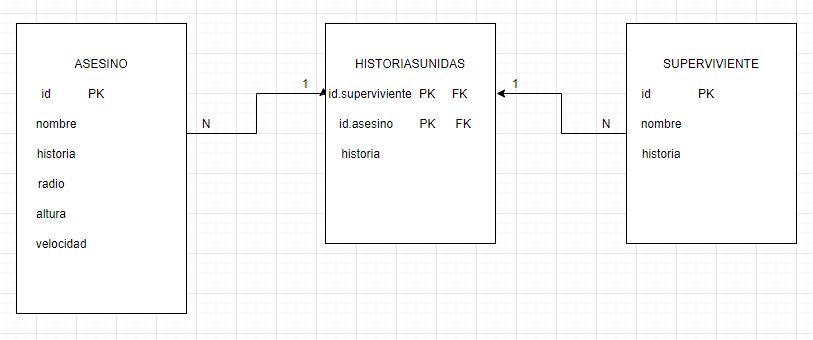 ASESINO
id PK
nombre
historia
radio
altura
velocidad
N
1
HISTORIASUNIDAS
id.superviviente PK FK
id.asesino PK FK
historia
1
N
SUPERVIVIENTE
id PK
nombre
historia